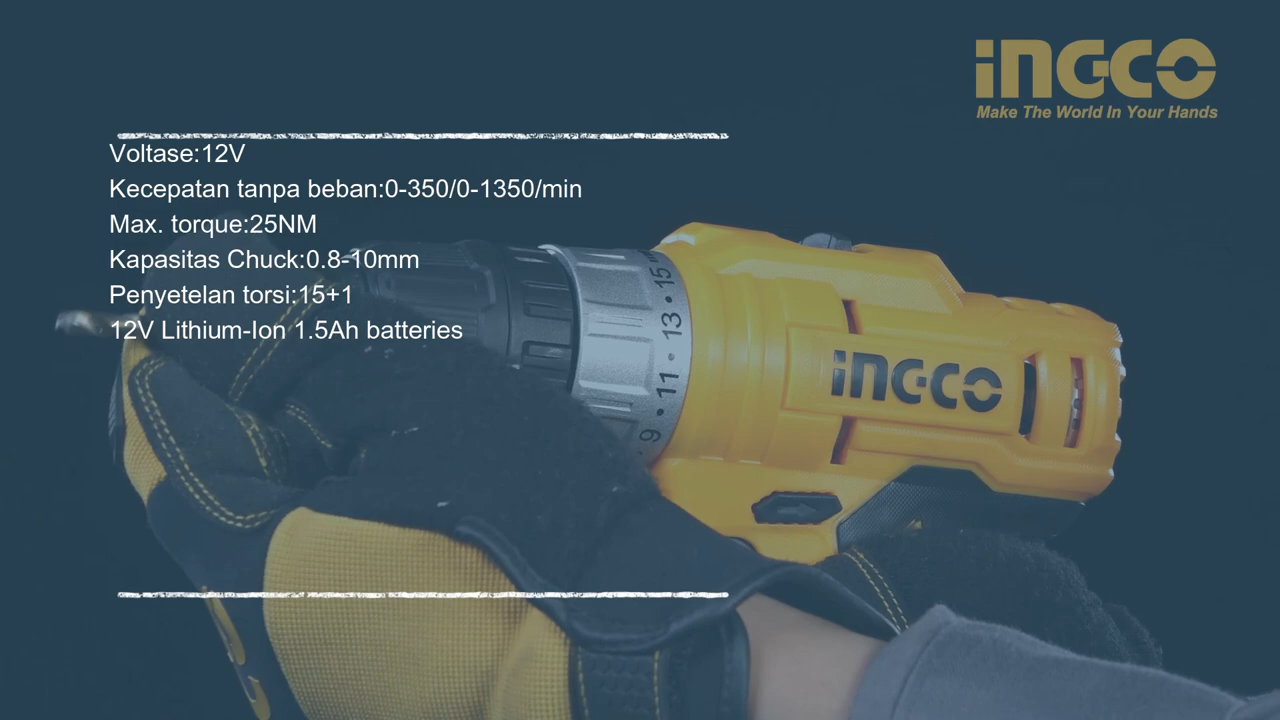 iNGCO
Make The World In Your Hands
Voltase:12V
Kecepatan tanpa beban:0-350/0-1350/min
Max. torque:25NM
Kapasitas Chuck:0.8-10mm
Penyetelan torsi:15+1
12V Lithium-Ion 1.5Ah batteries
9 • 11 • 13 • 15
iNGCO